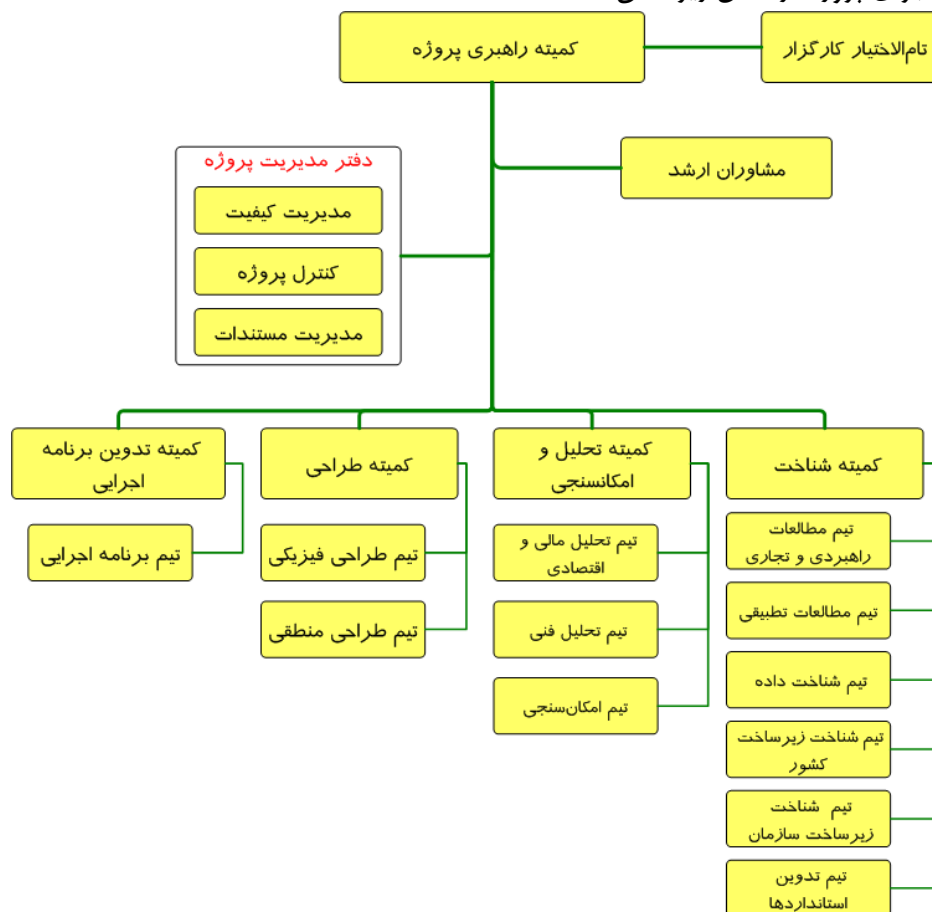 کمیته راهبری پروژه
تام‌الاختیار کارگزار
مشاوران ارشد
دفتر مدیریت پروژه
مدیریت کیفیت
کنترل پروژه
مدیریت مستندات
کمیته شناخت
تیم مطالعات
راهبردی و تجاری
تیم مطالعات تطبیقی
تیم شناخت داده
تیم شناخت زیرساخت
کشور
تیم شناخت
زیرساخت سازمان
تیم تدوین
استانداردها
کمیته تحلیل و
امکانسنجی
تیم تحلیل مالی و
اقتصادی
تیم تحلیل فنی
تیم امکان‌سنجی
کمیته طراحی
تیم طراحی فیزیکی
تیم طراحی منطقی
کمیته تدوین برنامه
اجرایی
تیم برنامه اجرایی